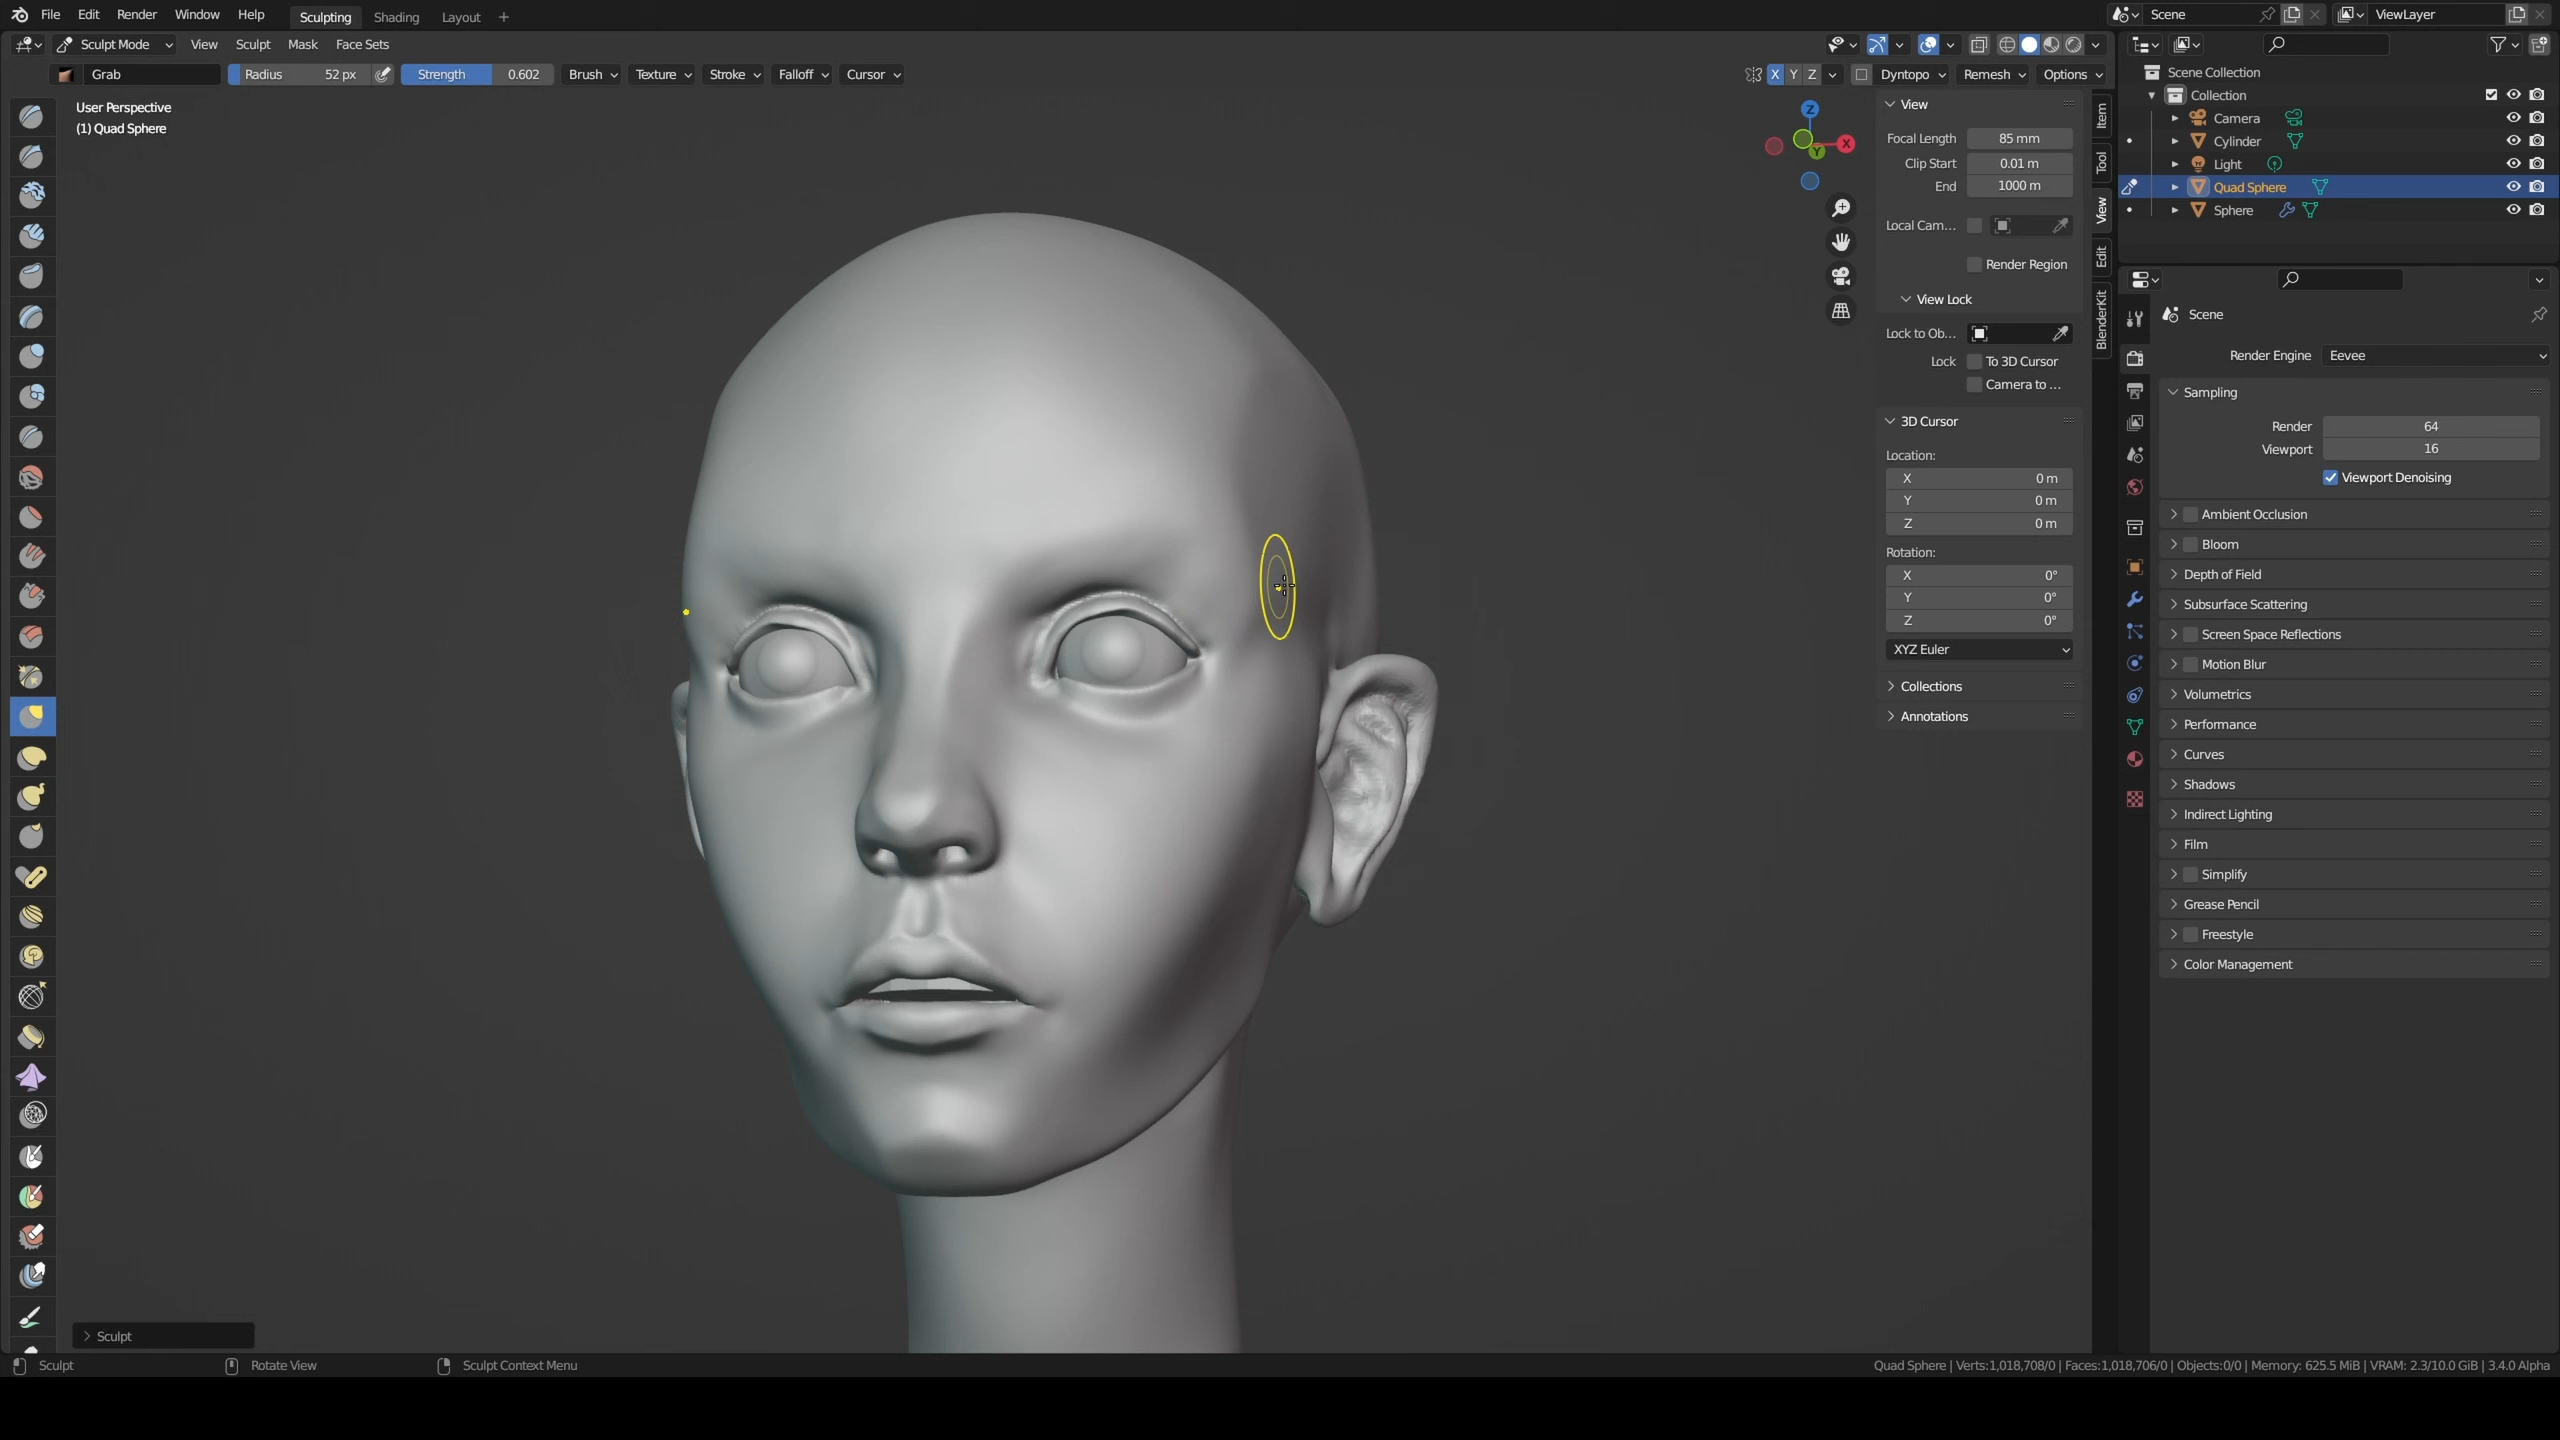 File Edit Render Window Help Sculpting Shading Layout + Scene ViewLayer
Sculpt Mode View Sculpt Mask Face Sets
Grab Radius 52 px Strength 0.602 Brush Texture Stroke Falloff Cursor X Y Z Dyntopo Remesh Options
User Perspective
(1) Quad Sphere
Z
X
Y
View
Focal Length 85 mm
Clip Start 0.01 m
End 1000 m
Local Cam...
Render Region
View Lock
Lock to Ob...
Lock To 3D Cursor
Camera to ...
3D Cursor
Location:
X 0 m
Y 0 m
Z 0 m
Rotation:
X 0°
Y 0°
Z 0°
XYZ Euler
Collections
Annotations
Item
Tool
View
Edit
BlenderKit
Scene Collection
Collection
Camera
Cylinder
Light
Quad Sphere
Sphere
Scene
Render Engine Eevee
Sampling
Render 64
Viewport 16
Viewport Denoising
Ambient Occlusion
Bloom
Depth of Field
Subsurface Scattering
Screen Space Reflections
Motion Blur
Volumetrics
Performance
Curves
Shadows
Indirect Lighting
Film
Simplify
Grease Pencil
Freestyle
Color Management
Sculpt
Sculpt Rotate View Sculpt Context Menu Quad Sphere | Verts:1,018,708/0 | Faces:1,018,706/0 | Objects:0/0 | Memory: 625.5 MiB | VRAM: 2.3/10.0 GiB | 3.4.0 Alpha